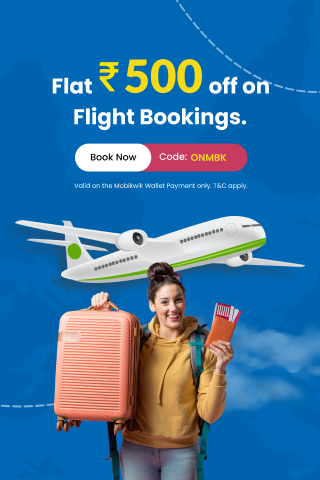 Flat ₹500 off on
Flight Bookings.
Book Now Code: ONMBK
Valid on the Mobikwik Wallet Payment only. T&C apply.